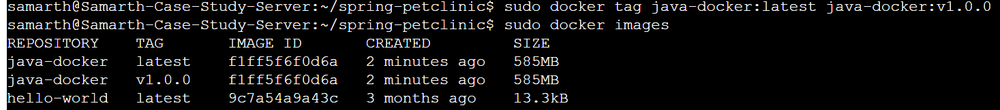 samarth@Samarth-Case-Study-Server:~/spring-petclinic$ sudo docker tag java-docker:latest java-docker:v1.0.0
samarth@Samarth-Case-Study-Server:~/spring-petclinic$ sudo docker images
REPOSITORY    TAG       IMAGE ID       CREATED         SIZE
java-docker   latest    f1ff5f6f0d6a   2 minutes ago   585MB
java-docker   v1.0.0    f1ff5f6f0d6a   2 minutes ago   585MB
hello-world   latest    9c7a54a9a43c   3 months ago    13.3kB